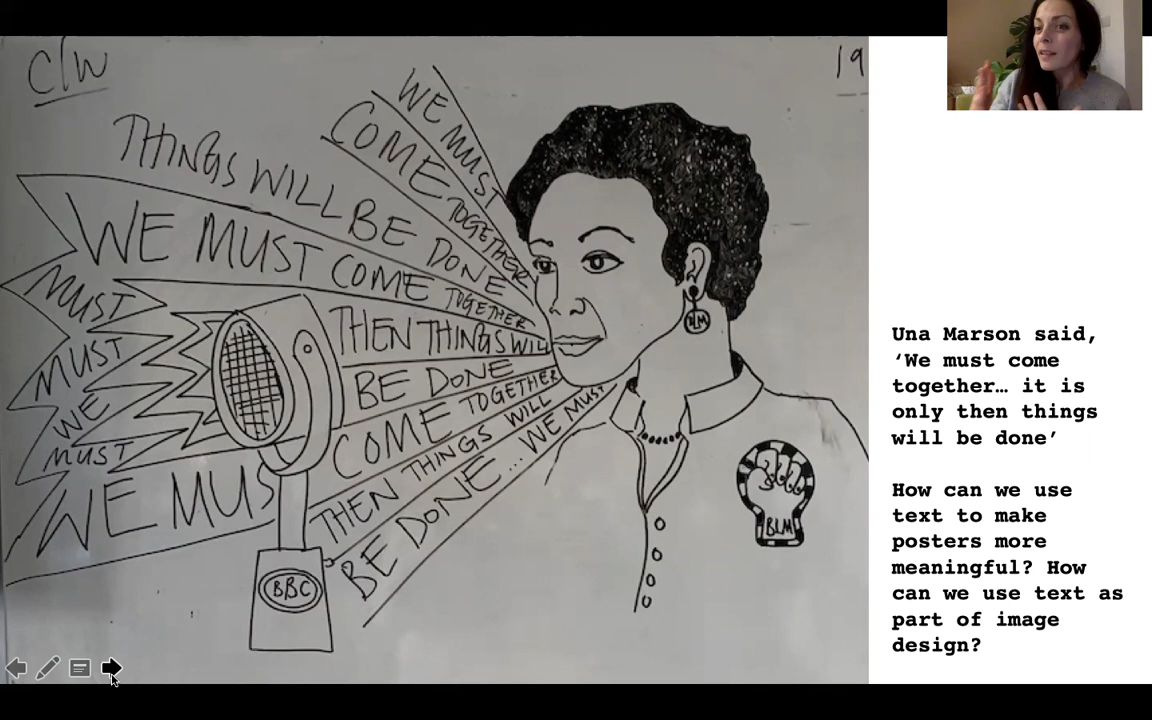 C/W
19
WE MUST
COME TOGETHER
THINGS WILL BE DONE
WE MUST COME TOGETHER
THEN THINGS WILL
BE DONE
COME TOGETHER
THEN THINGS WILL
BE DONE... WE MUST
MUST
MUST
WE
MUST
WE MUS
BBC
BLM
BLM
Una Marson said,
‘We must come
together… it is
only then things
will be done’
How can we use
text to make
posters more
meaningful? How
can we use text as
part of image
design?